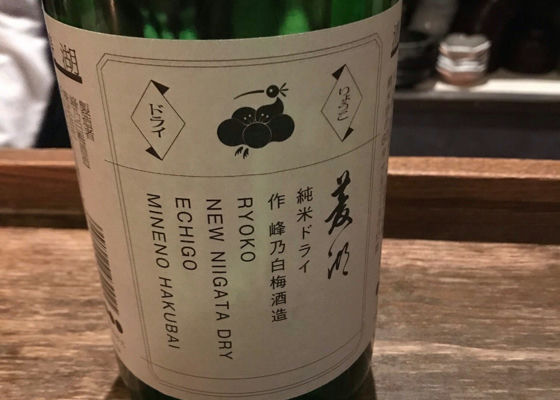 りょうこ
ドライ
菱湖
純米ドライ
作 峰乃白梅酒造
RYOKO
NEW NIIGATA DRY
ECHIGO
MINENO HAKUBAI
湖